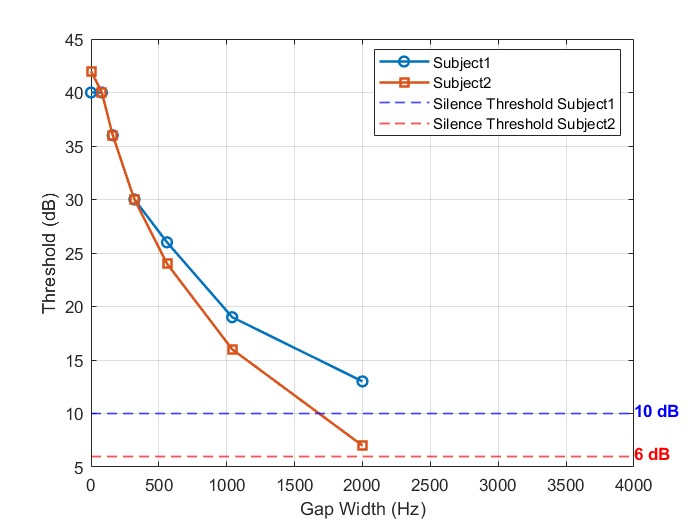 45
40
35
30
25
20
15
10
5
Threshold (dB)
Subject1
Subject2
Silence Threshold Subject1
Silence Threshold Subject2
10 dB
6 dB
0 500 1000 1500 2000 2500 3000 3500 4000
Gap Width (Hz)